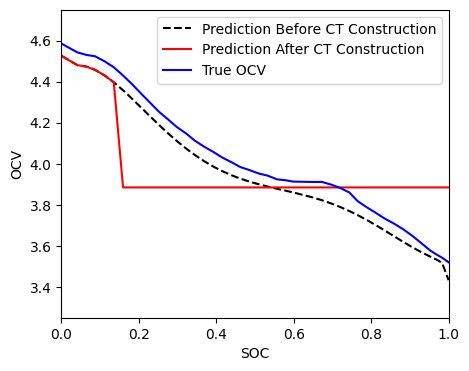 Prediction Before CT Construction
Prediction After CT Construction
True OCV
OCV
4.6
4.4
4.2
4.0
3.8
3.6
3.4
0.0 0.2 0.4 0.6 0.8 1.0
SOC